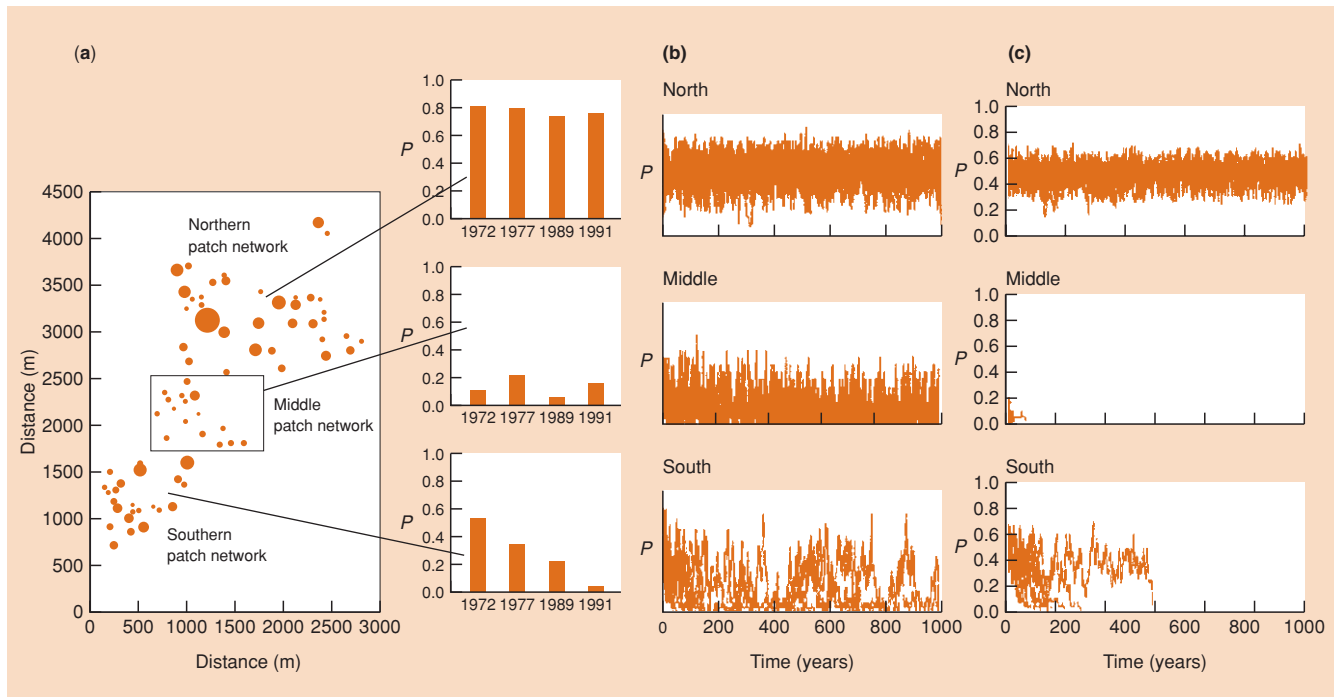 (a)
4500
4000
3500
3000
2500
2000
1500
1000
500
0
Distance (m)
0 500 1000 1500 2000 2500 3000
Distance (m)
Northern
patch network
Middle
patch network
Southern
patch network
1.0
0.8
P
0.6
0.4
0.2
0.0
1972 1977 1989 1991
1.0
0.8
P
0.6
0.4
0.2
0.0
1972 1977 1989 1991
1.0
0.8
P
0.6
0.4
0.2
0.0
1972 1977 1989 1991
(b)
North
P
Middle
P
South
P
0 200 400 600 800 1000
Time (years)
(c)
North
1.0
0.8
P
0.6
0.4
0.2
0.0
Middle
1.0
0.8
P
0.6
0.4
0.2
0.0
South
1.0
0.8
P
0.6
0.4
0.2
0.0
0 200 400 600 800 1000
Time (years)